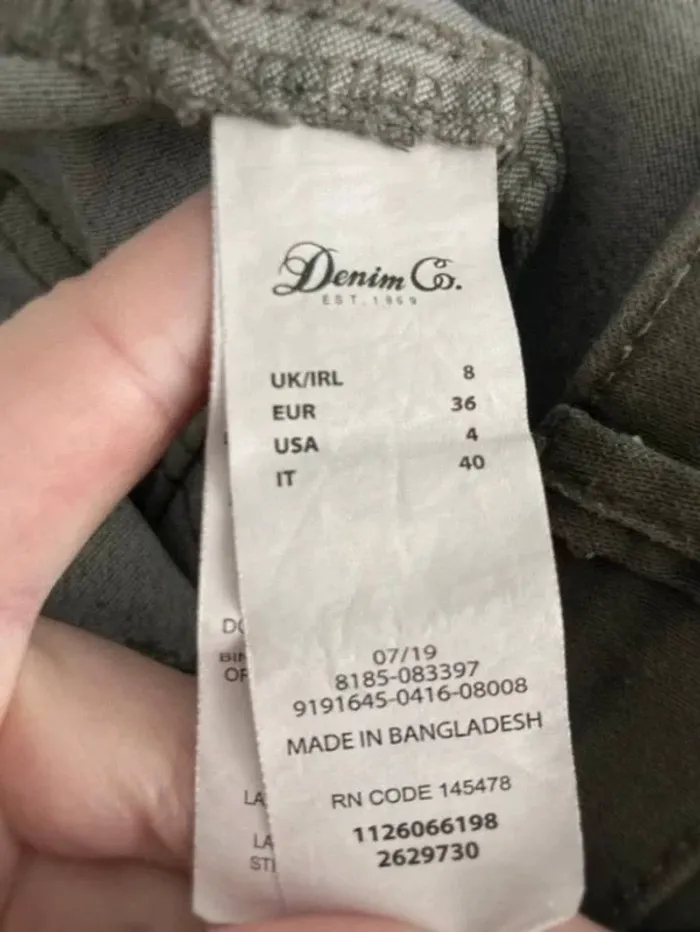 Denim Co.
EST. 1969
UK/IRL 8
EUR 36
USA 4
IT 40
07/19
8185-083397
9191645-0416-08008
MADE IN BANGLADESH
RN CODE 145478
1126066198
2629730